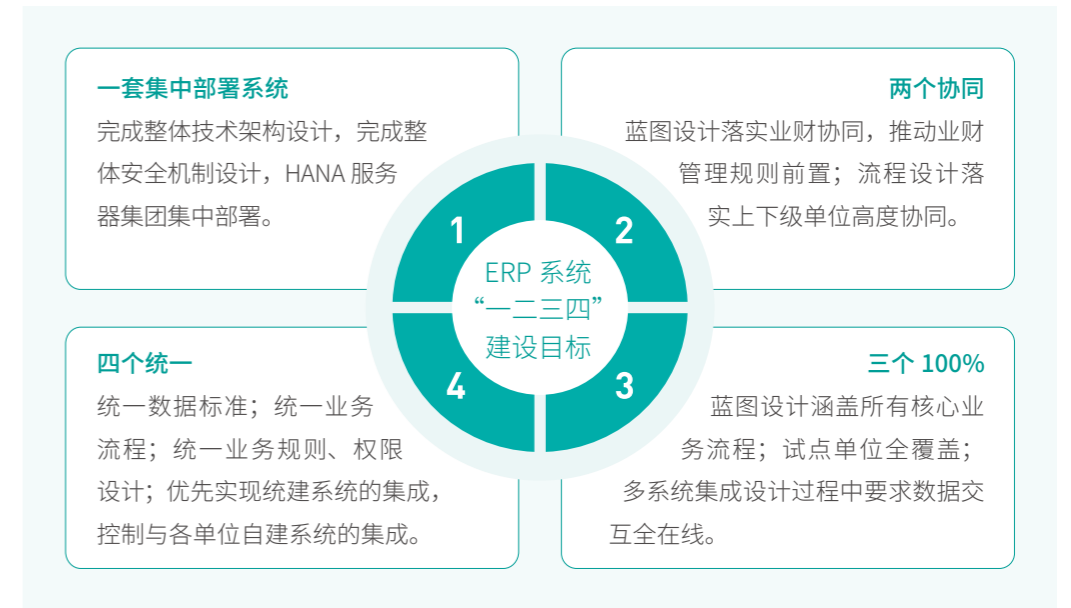 一套集中部署系统
完成整体技术架构设计，完成整
体安全机制设计，HANA 服务
器集团集中部署。
两个协同
蓝图设计落实业财协同，推动业财
管理规则前置；流程设计落
实上下级单位高度协同。
1
2
ERP 系统
“一二三四”
建设目标
4
3
四个统一
统一数据标准；统一业务
流程；统一业务规则、权限
设计；优先实现统建系统的集成，
控制与各单位自建系统的集成。
三个 100%
蓝图设计涵盖所有核心业
务流程；试点单位全覆盖；
多系统集成设计过程中要求数据交
互全在线。